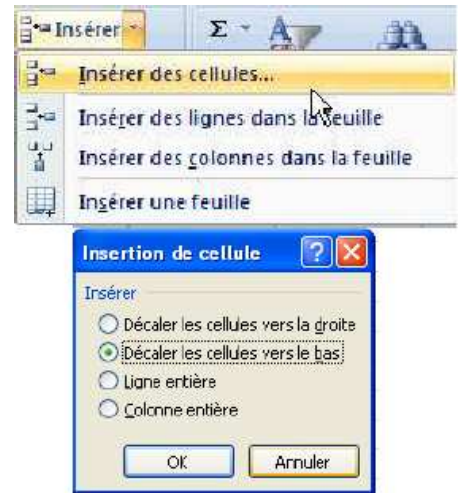 Insérer Σ
Insérer des cellules...
Insérer des lignes dans la feuille
Insérer des colonnes dans la feuille
Insérer une feuille
Insertion de cellule ?
Insérer
Décaler les cellules vers la droite
Décaler les cellules vers le bas
Ligne entière
Colonne entière
OK Annuler